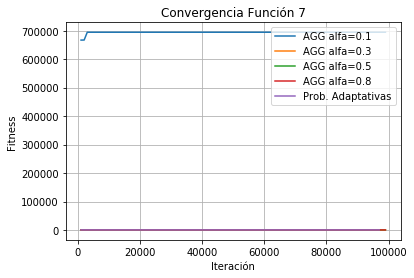 Convergencia Función 7
700000
600000
500000
400000
300000
200000
100000
0
Fitness
AGG alfa=0.1
AGG alfa=0.3
AGG alfa=0.5
AGG alfa=0.8
Prob. Adaptativas
0
20000
40000
60000
80000
100000
Iteración